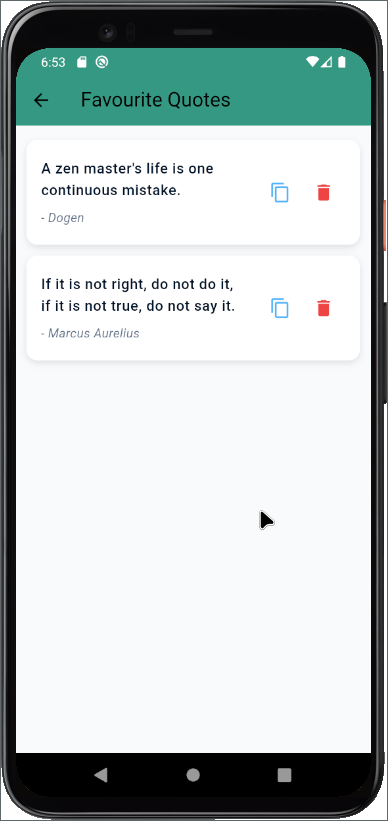 6:53
Favourite Quotes
A zen master's life is one
continuous mistake.
- Dogen
If it is not right, do not do it,
if it is not true, do not say it.
- Marcus Aurelius